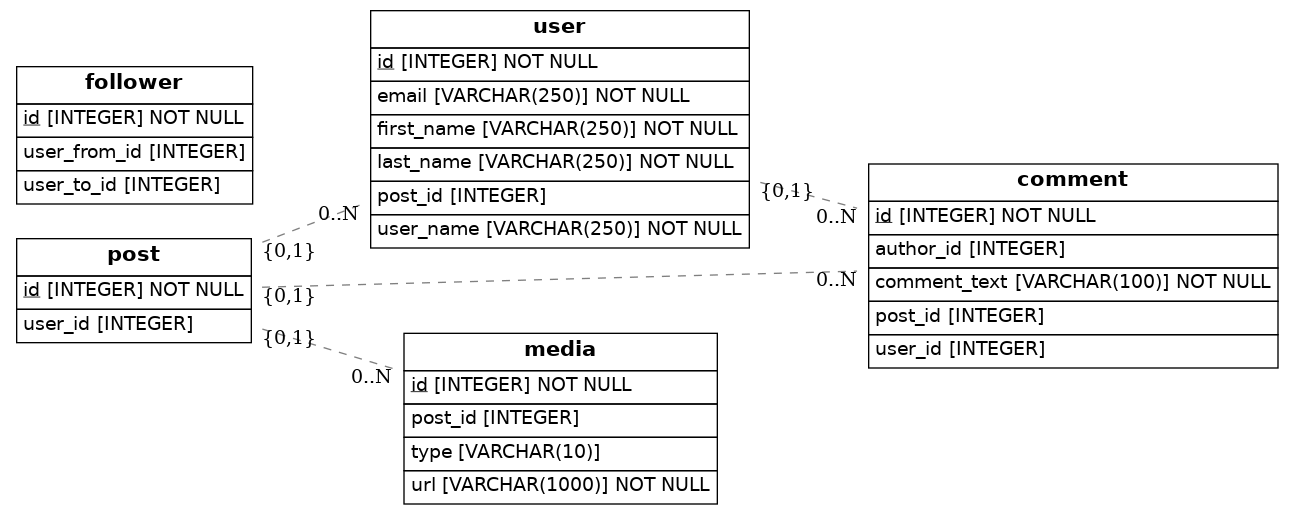 follower
id [INTEGER] NOT NULL
user_from_id [INTEGER]
user_to_id [INTEGER]
post
id [INTEGER] NOT NULL
user_id [INTEGER]
user
id [INTEGER] NOT NULL
email [VARCHAR(250)] NOT NULL
first_name [VARCHAR(250)] NOT NULL
last_name [VARCHAR(250)] NOT NULL
post_id [INTEGER]
user_name [VARCHAR(250)] NOT NULL
media
id [INTEGER] NOT NULL
post_id [INTEGER]
type [VARCHAR(10)]
url [VARCHAR(1000)] NOT NULL
comment
id [INTEGER] NOT NULL
author_id [INTEGER]
comment_text [VARCHAR(100)] NOT NULL
post_id [INTEGER]
user_id [INTEGER]
0..N
{0,1}
{0,1}
0..N
{0,1}
0..N
{0,1}
0..N